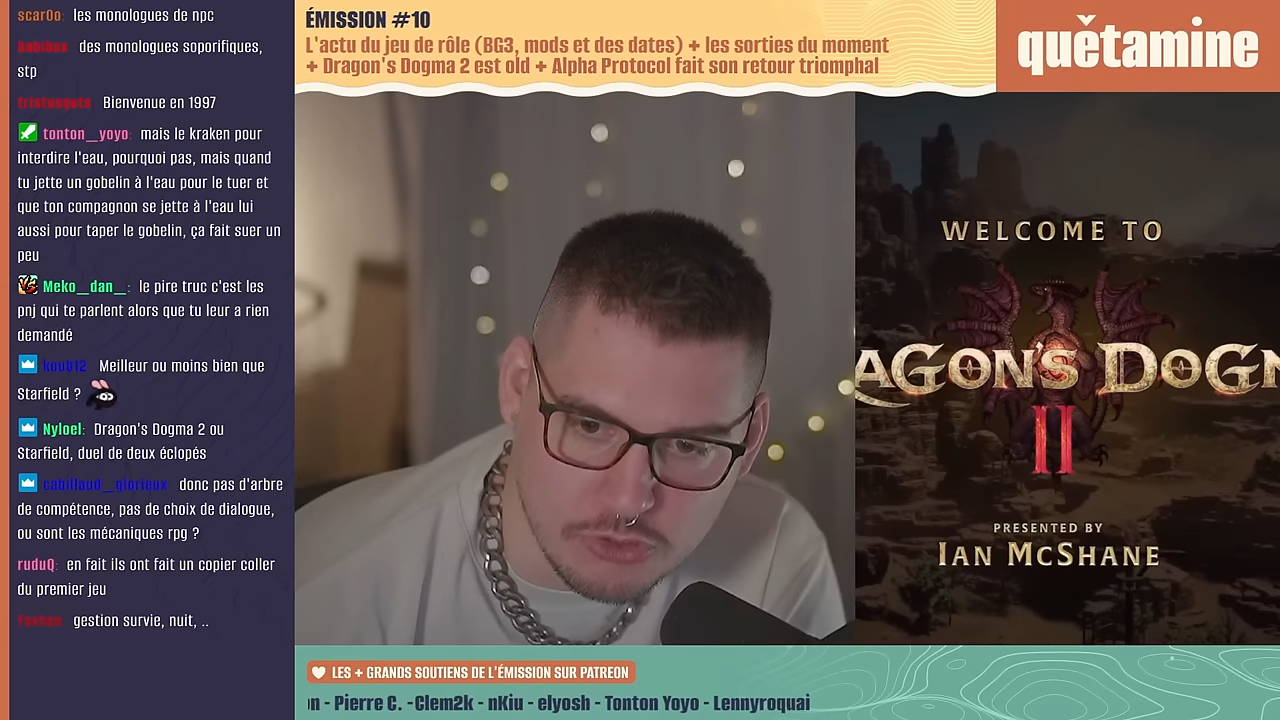 scar0o: les monologues de npc
des monologues soporifiques,
stp
Bienvenue en 1997
tonton_yoyo: mais le kraken pour
interdire l'eau, pourquoi pas, mais quand
tu jette un gobelin à l'eau pour le tuer et
que ton compagnon se jette à l'eau lui
aussi pour taper le gobelin, ça fait suer un
peu
Meko_dan_: le pire truc c'est les
pnj qui te parlent alors que tu leur a rien
demandé
koub12 Meilleur ou moins bien que
Starfield ?
Nyloel: Dragon's Dogma 2 ou
Starfield, duel de deux éclopés
cabillaud_glorieux donc pas d'arbre
de compétence, pas de choix de dialogue,
ou sont les mécaniques rpg ?
ruduQ: en fait ils ont fait un copier coller
du premier jeu
gestion survie, nuit, ..
ÉMISSION #10
L'actu du jeu de rôle (BG3, mods et des dates) + les sorties du moment
+ Dragon's Dogma 2 est old + Alpha Protocol fait son retour triomphal
quětamine
WELCOME TO
AGON'S DOG
II
PRESENTED BY
IAN MCSHANE
LES + GRANDS SOUTIENS DE L'ÉMISSION SUR PATREON
n - Pierre C. -Clem2k - nKiu - elyosh - Tonton Yoyo - Lennyroquai